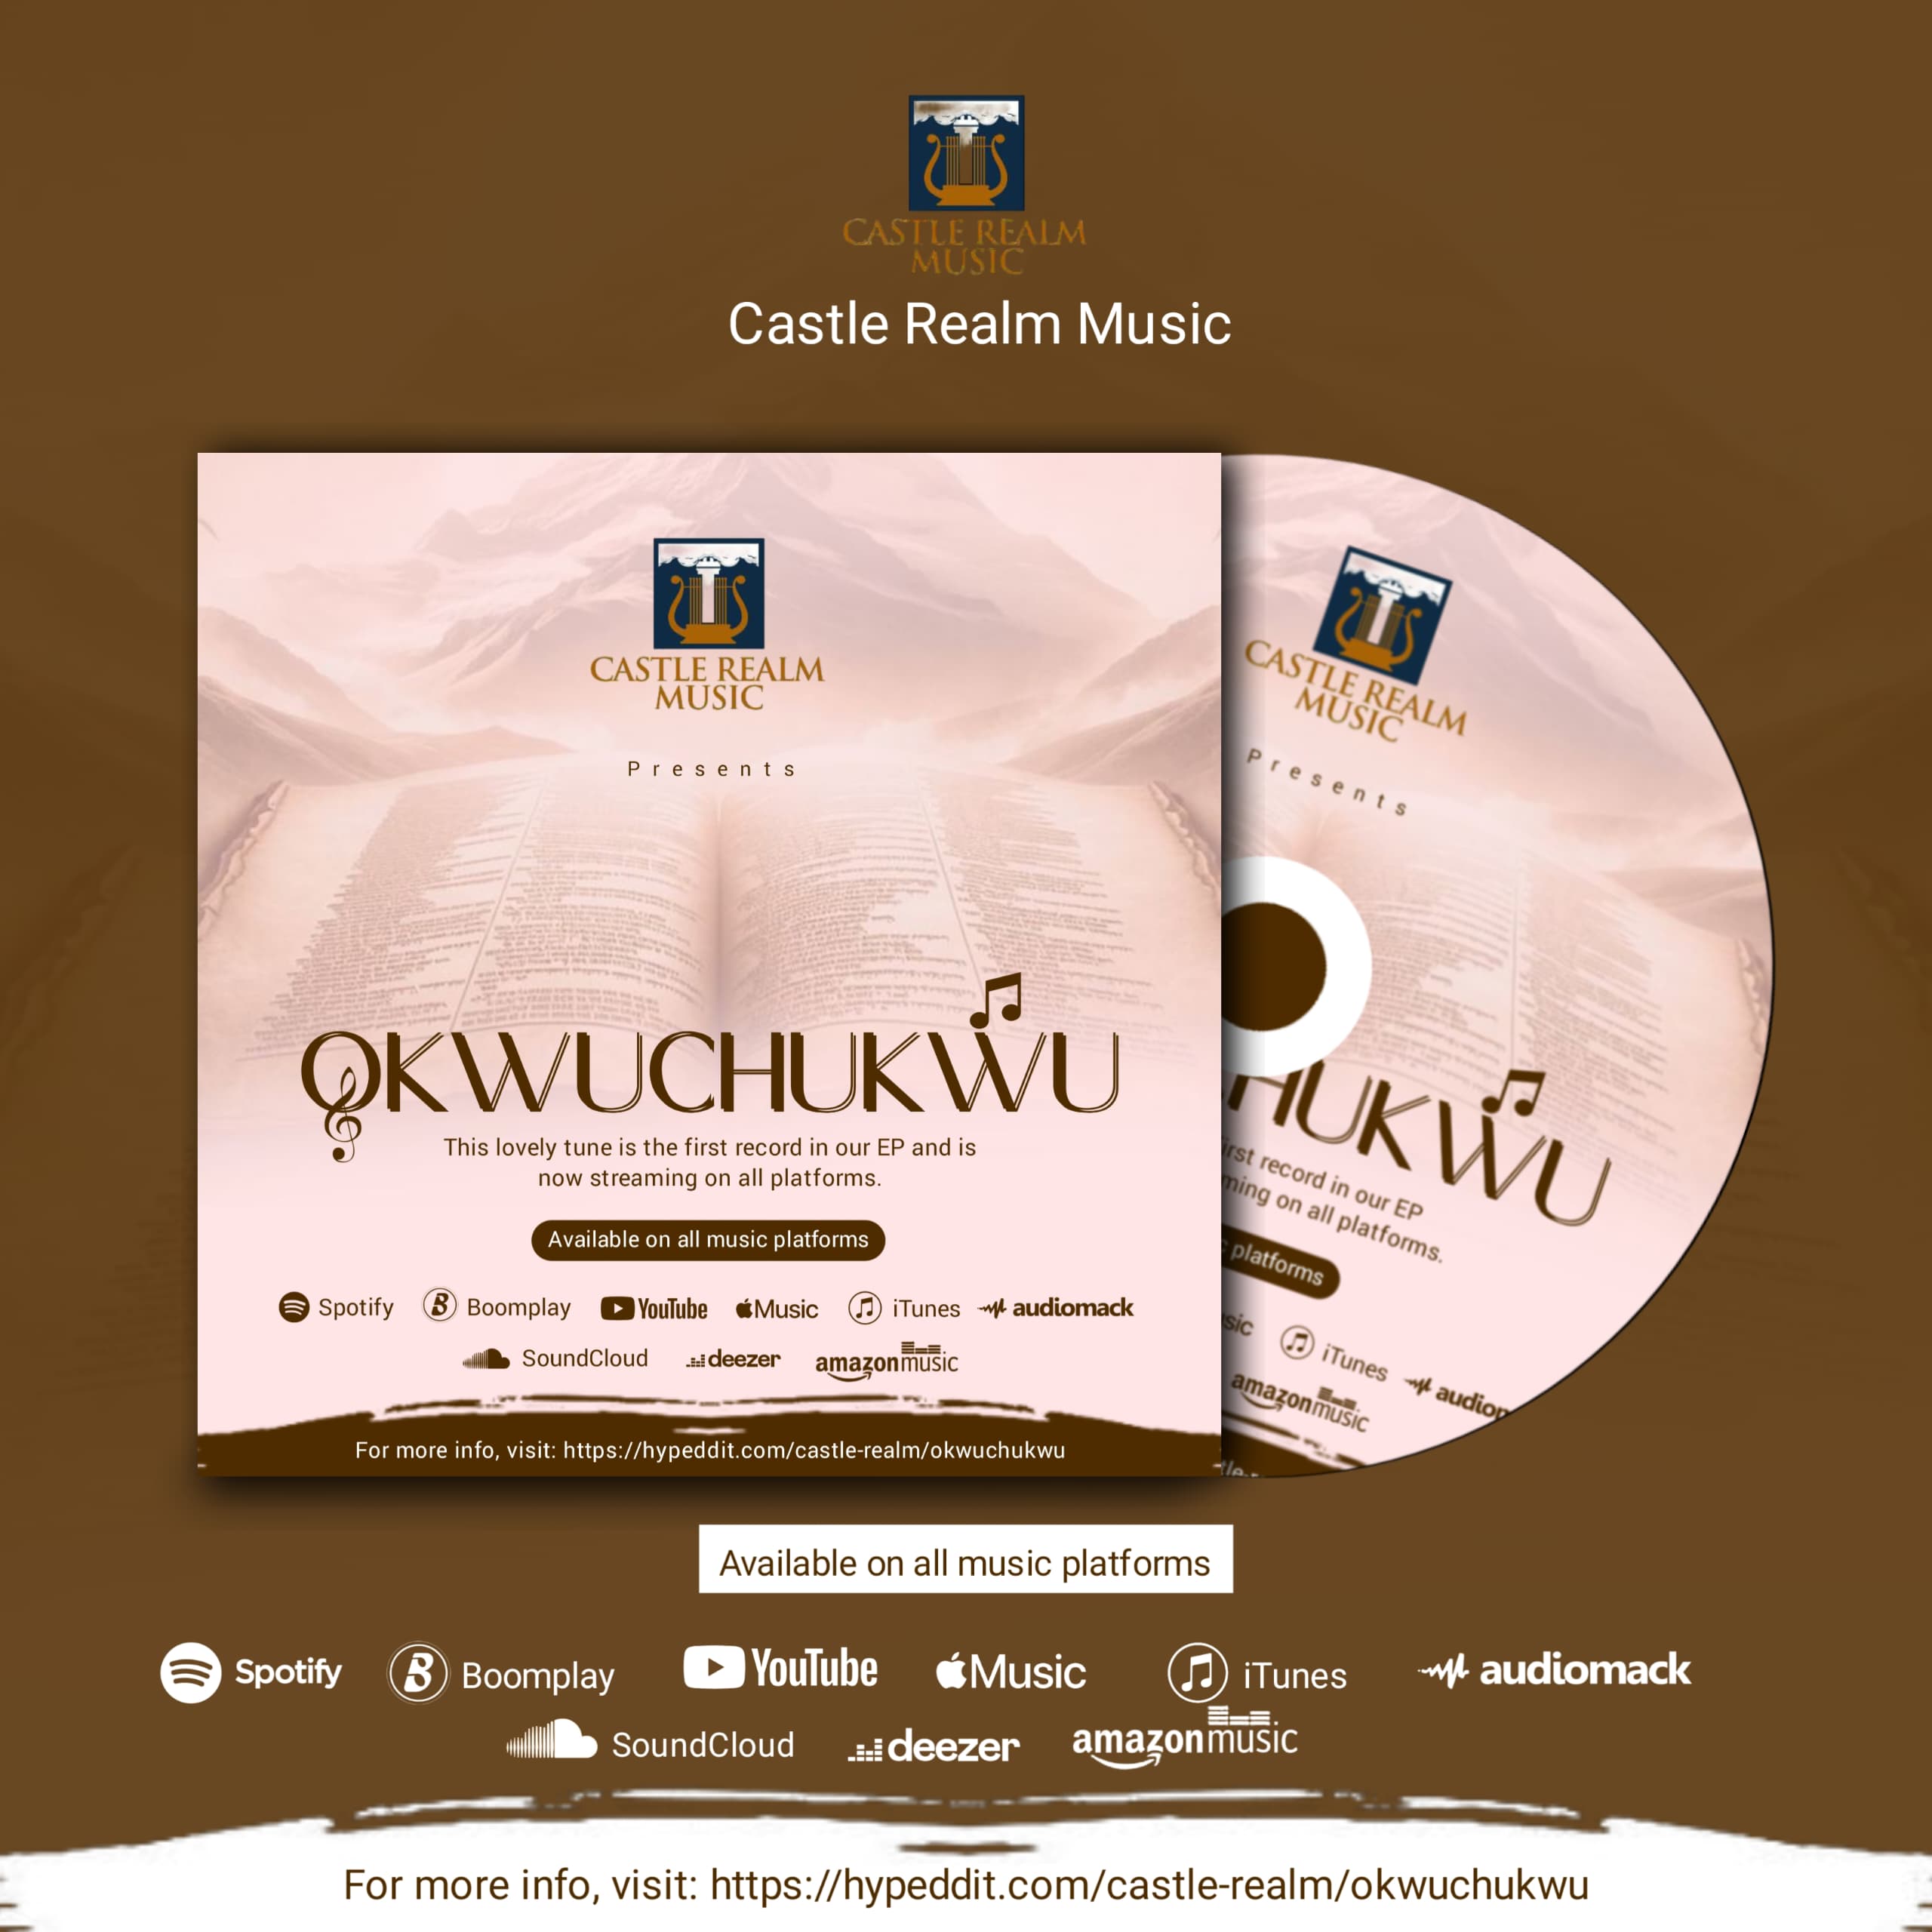 CASTLE REALM
MUSIC
Castle Realm Music
CASTLE REALM
MUSIC
Presents
OKWUCHUKWU
This lovely tune is the first record in our EP and is
now streaming on all platforms.
Available on all music platforms
Spotify Boomplay YouTube Music iTunes audiomack
SoundCloud deezer amazon music
For more info, visit: https://hypeddit.com/castle-realm/okwuchukwu
CASTLE REALM
MUSIC
Presents
HUKWU
irst record in our EP
ming on all platforms.
platforms
sic iTunes audiom
amazon music
tle-
Available on all music platforms
Spotify Boomplay YouTube Music iTunes audiomack
SoundCloud deezer amazon music
For more info, visit: https://hypeddit.com/castle-realm/okwuchukwu